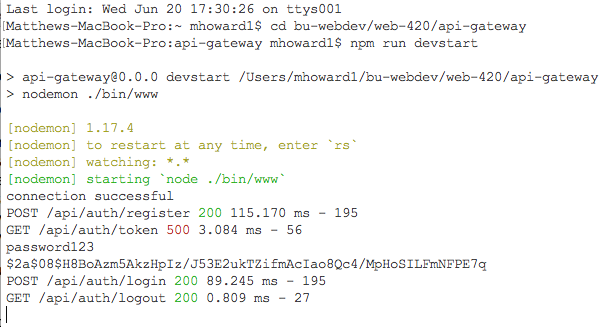 Last login: Wed Jun 20 17:30:26 on ttys001
[Matthews-MacBook-Pro:~ mhoward1$ cd bu-webdev/web-420/api-gateway
[Matthews-MacBook-Pro:api-gateway mhoward1$ npm run devstart
> api-gateway@0.0.0 devstart /Users/mhoward1/bu-webdev/web-420/api-gateway
> nodemon ./bin/www
[nodemon] 1.17.4
[nodemon] to restart at any time, enter `rs`
[nodemon] watching: *.*
[nodemon] starting `node ./bin/www`
connection successful
POST /api/auth/register 200 115.170 ms - 195
GET /api/auth/token 500 3.084 ms - 56
password123
$2a$08$H8BoAzm5AkzHpIz/J53E2ukTZifmAcIao8Qc4/MpHoSILFmNFPE7q
POST /api/auth/login 200 89.245 ms - 195
GET /api/auth/logout 200 0.809 ms - 27